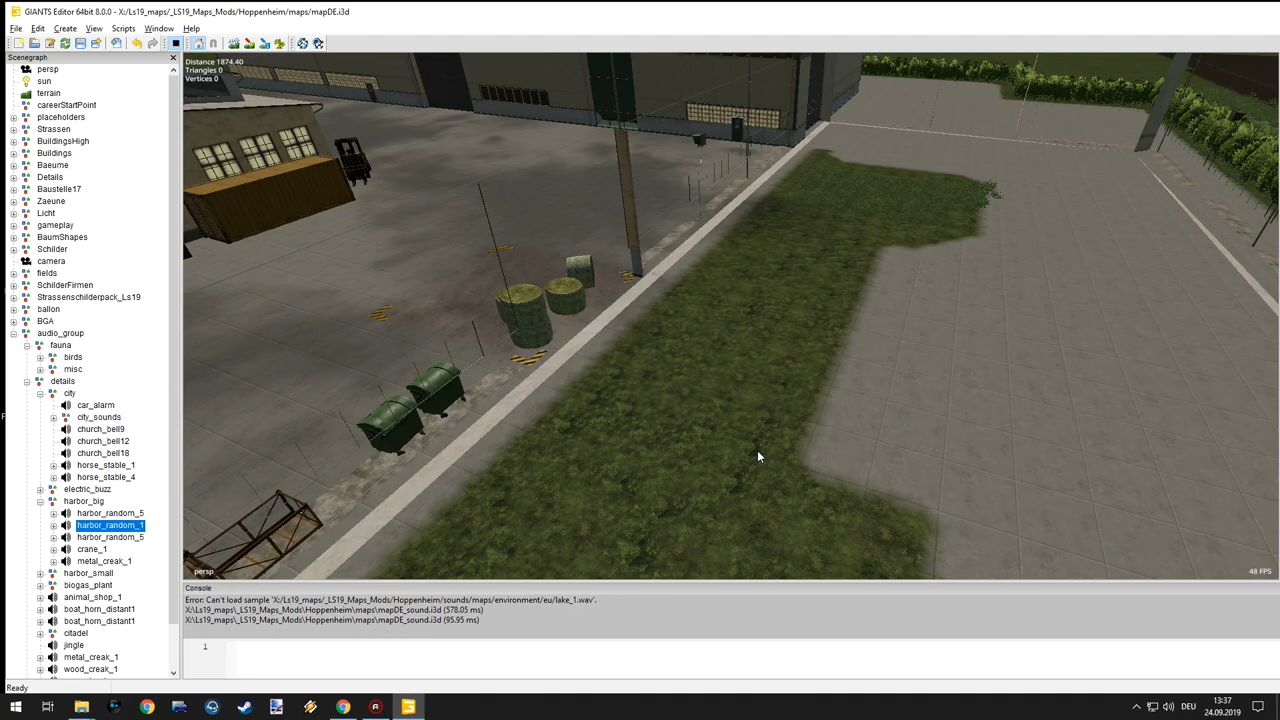 GIANTS Editor 64bit 8.0.0 - X:/Ls19_maps/_LS19_Maps_Mods/Hoppenheim/maps/mapDE.i3d
File Edit Create View Scripts Window Help
Scenegraph
persp
sun
terrain
careerStartPoint
placeholders
Strassen
BuildingsHigh
Buildings
Baeume
Details
Baustelle17
Zaeune
Licht
gameplay
BaumShapes
Schilder
camera
fields
SchilderFirmen
Strassenschilderpack_Ls19
ballon
BGA
audio_group
fauna
birds
misc
details
city
car_alarm
city_sounds
church_bell9
church_bell12
church_bell18
horse_stable_1
horse_stable_4
electric_buzz
harbor_big
harbor_random_5
harbor_random_1
harbor_random_5
crane_1
metal_creak_1
harbor_small
biogas_plant
animal_shop_1
boat_horn_distant1
boat_horn_distant1
citadel
jingle
metal_creak_1
wood_creak_1
Distance 1874.40
Triangles 0
Vertices 0
persp
48 FPS
Console
Error: Can't load sample 'X:/Ls19_maps/_LS19_Maps_Mods/Hoppenheim/sounds/maps/environment/eu/lake_1.wav'.
X:\Ls19_maps\_LS19_Maps_Mods\Hoppenheim\maps\mapDE_sound.i3d (578.05 ms)
X:\Ls19_maps\_LS19_Maps_Mods\Hoppenheim\maps\mapDE_sound.i3d (95.95 ms)
1
Ready
DEU
13:37
24.09.2019